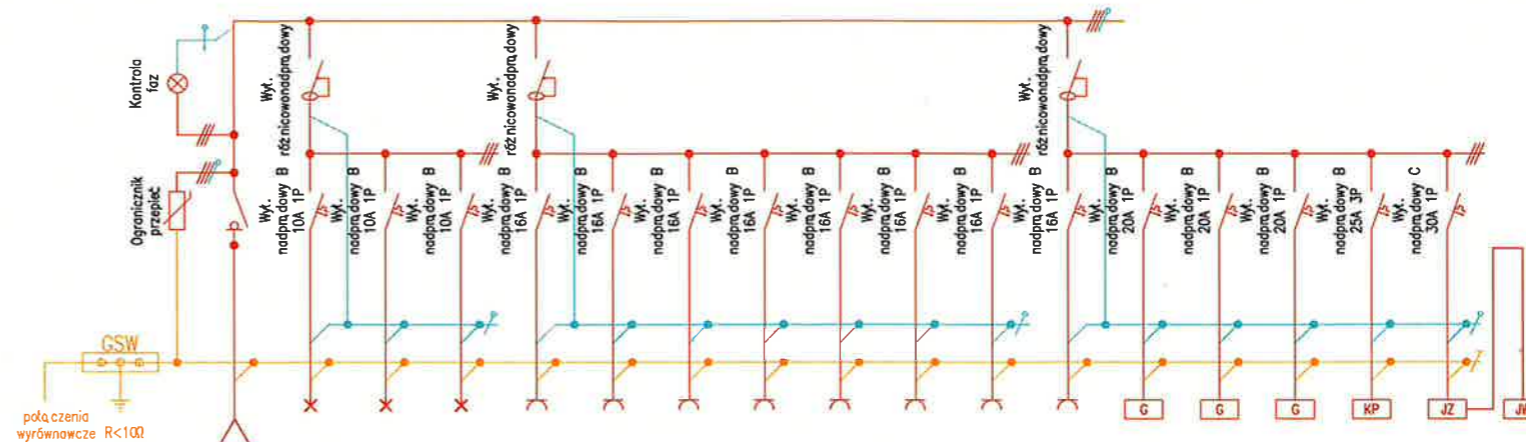 Kontrola
faz
Wył.
różnicowonadprądowy
Wył.
różnicowonadprądowy
Wył.
różnicowonadprądowy
Ogranicznik
przepięć
Wył.
nadprądowy B
10A 1P
Wył.
nadprądowy B
10A 1P
Wył.
nadprądowy B
10A 1P
Wył.
nadprądowy B
16A 1P
Wył.
nadprądowy B
16A 1P
Wył.
nadprądowy B
16A 1P
Wył.
nadprądowy B
16A 1P
Wył.
nadprądowy B
16A 1P
Wył.
nadprądowy B
16A 1P
Wył.
nadprądowy B
16A 1P
Wył.
nadprądowy B
16A 1P
Wył.
nadprądowy B
20A 1P
Wył.
nadprądowy B
20A 1P
Wył.
nadprądowy B
20A 1P
Wył.
nadprądowy B
25A 3P
Wył.
nadprądowy C
30A 1P
GSW
połączenia
wyrównawcze R<10Ω
G
G
G
KP
JZ